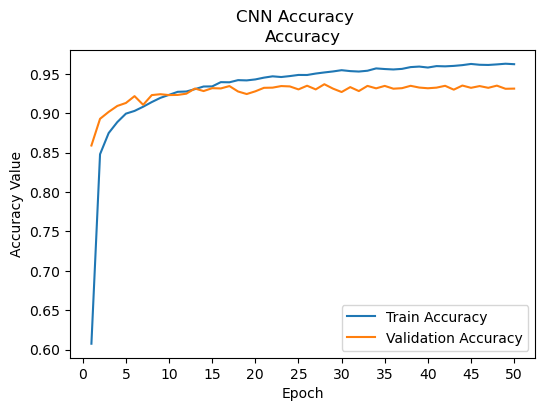 CNN Accuracy
Accuracy
Accuracy Value
0.95
0.90
0.85
0.80
0.75
0.70
0.65
0.60
Train Accuracy
Validation Accuracy
0 5 10 15 20 25 30 35 40 45 50
Epoch